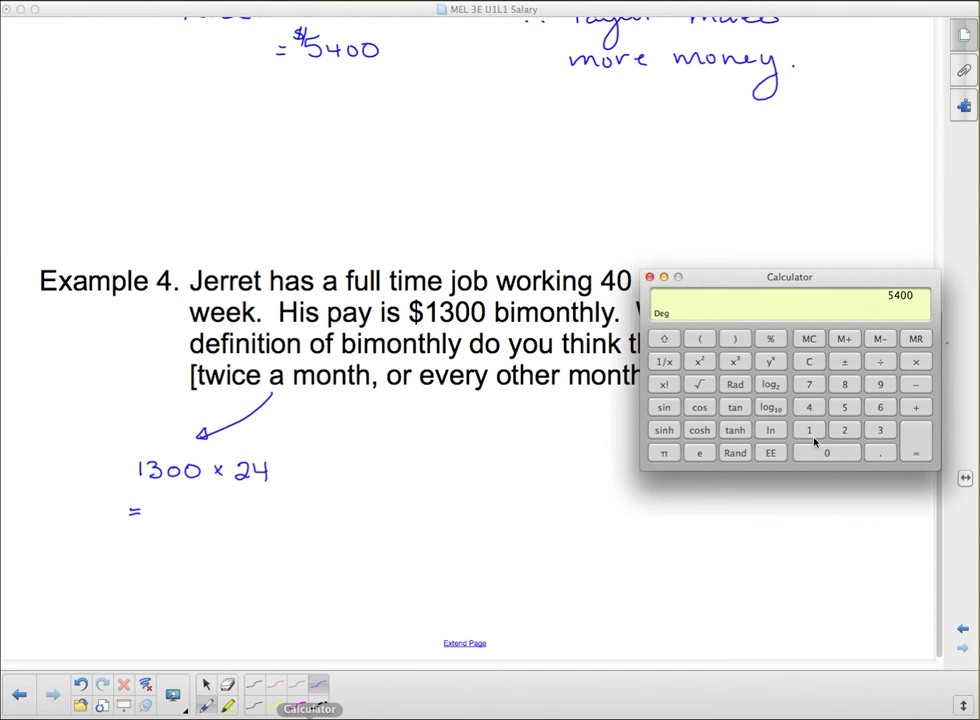 MEL 3E U1L1 Salary
= $5400
more money.
Example 4. Jerret has a full time job working 40
week. His pay is $1300 bimonthly.
definition of bimonthly do you think
[twice a month, or every other month
1300 × 24
=
Calculator
5400
Deg
⇧ ( ) % MC M+ M- MR
1/x x² x³ yˣ C ± ÷ ×
x! √ Rad log₂ 7 8 9 −
sin cos tan log₁₀ 4 5 6 +
sinh cosh tanh ln 1 2 3
π e Rand EE 0 . =
Extend Page
Calculator